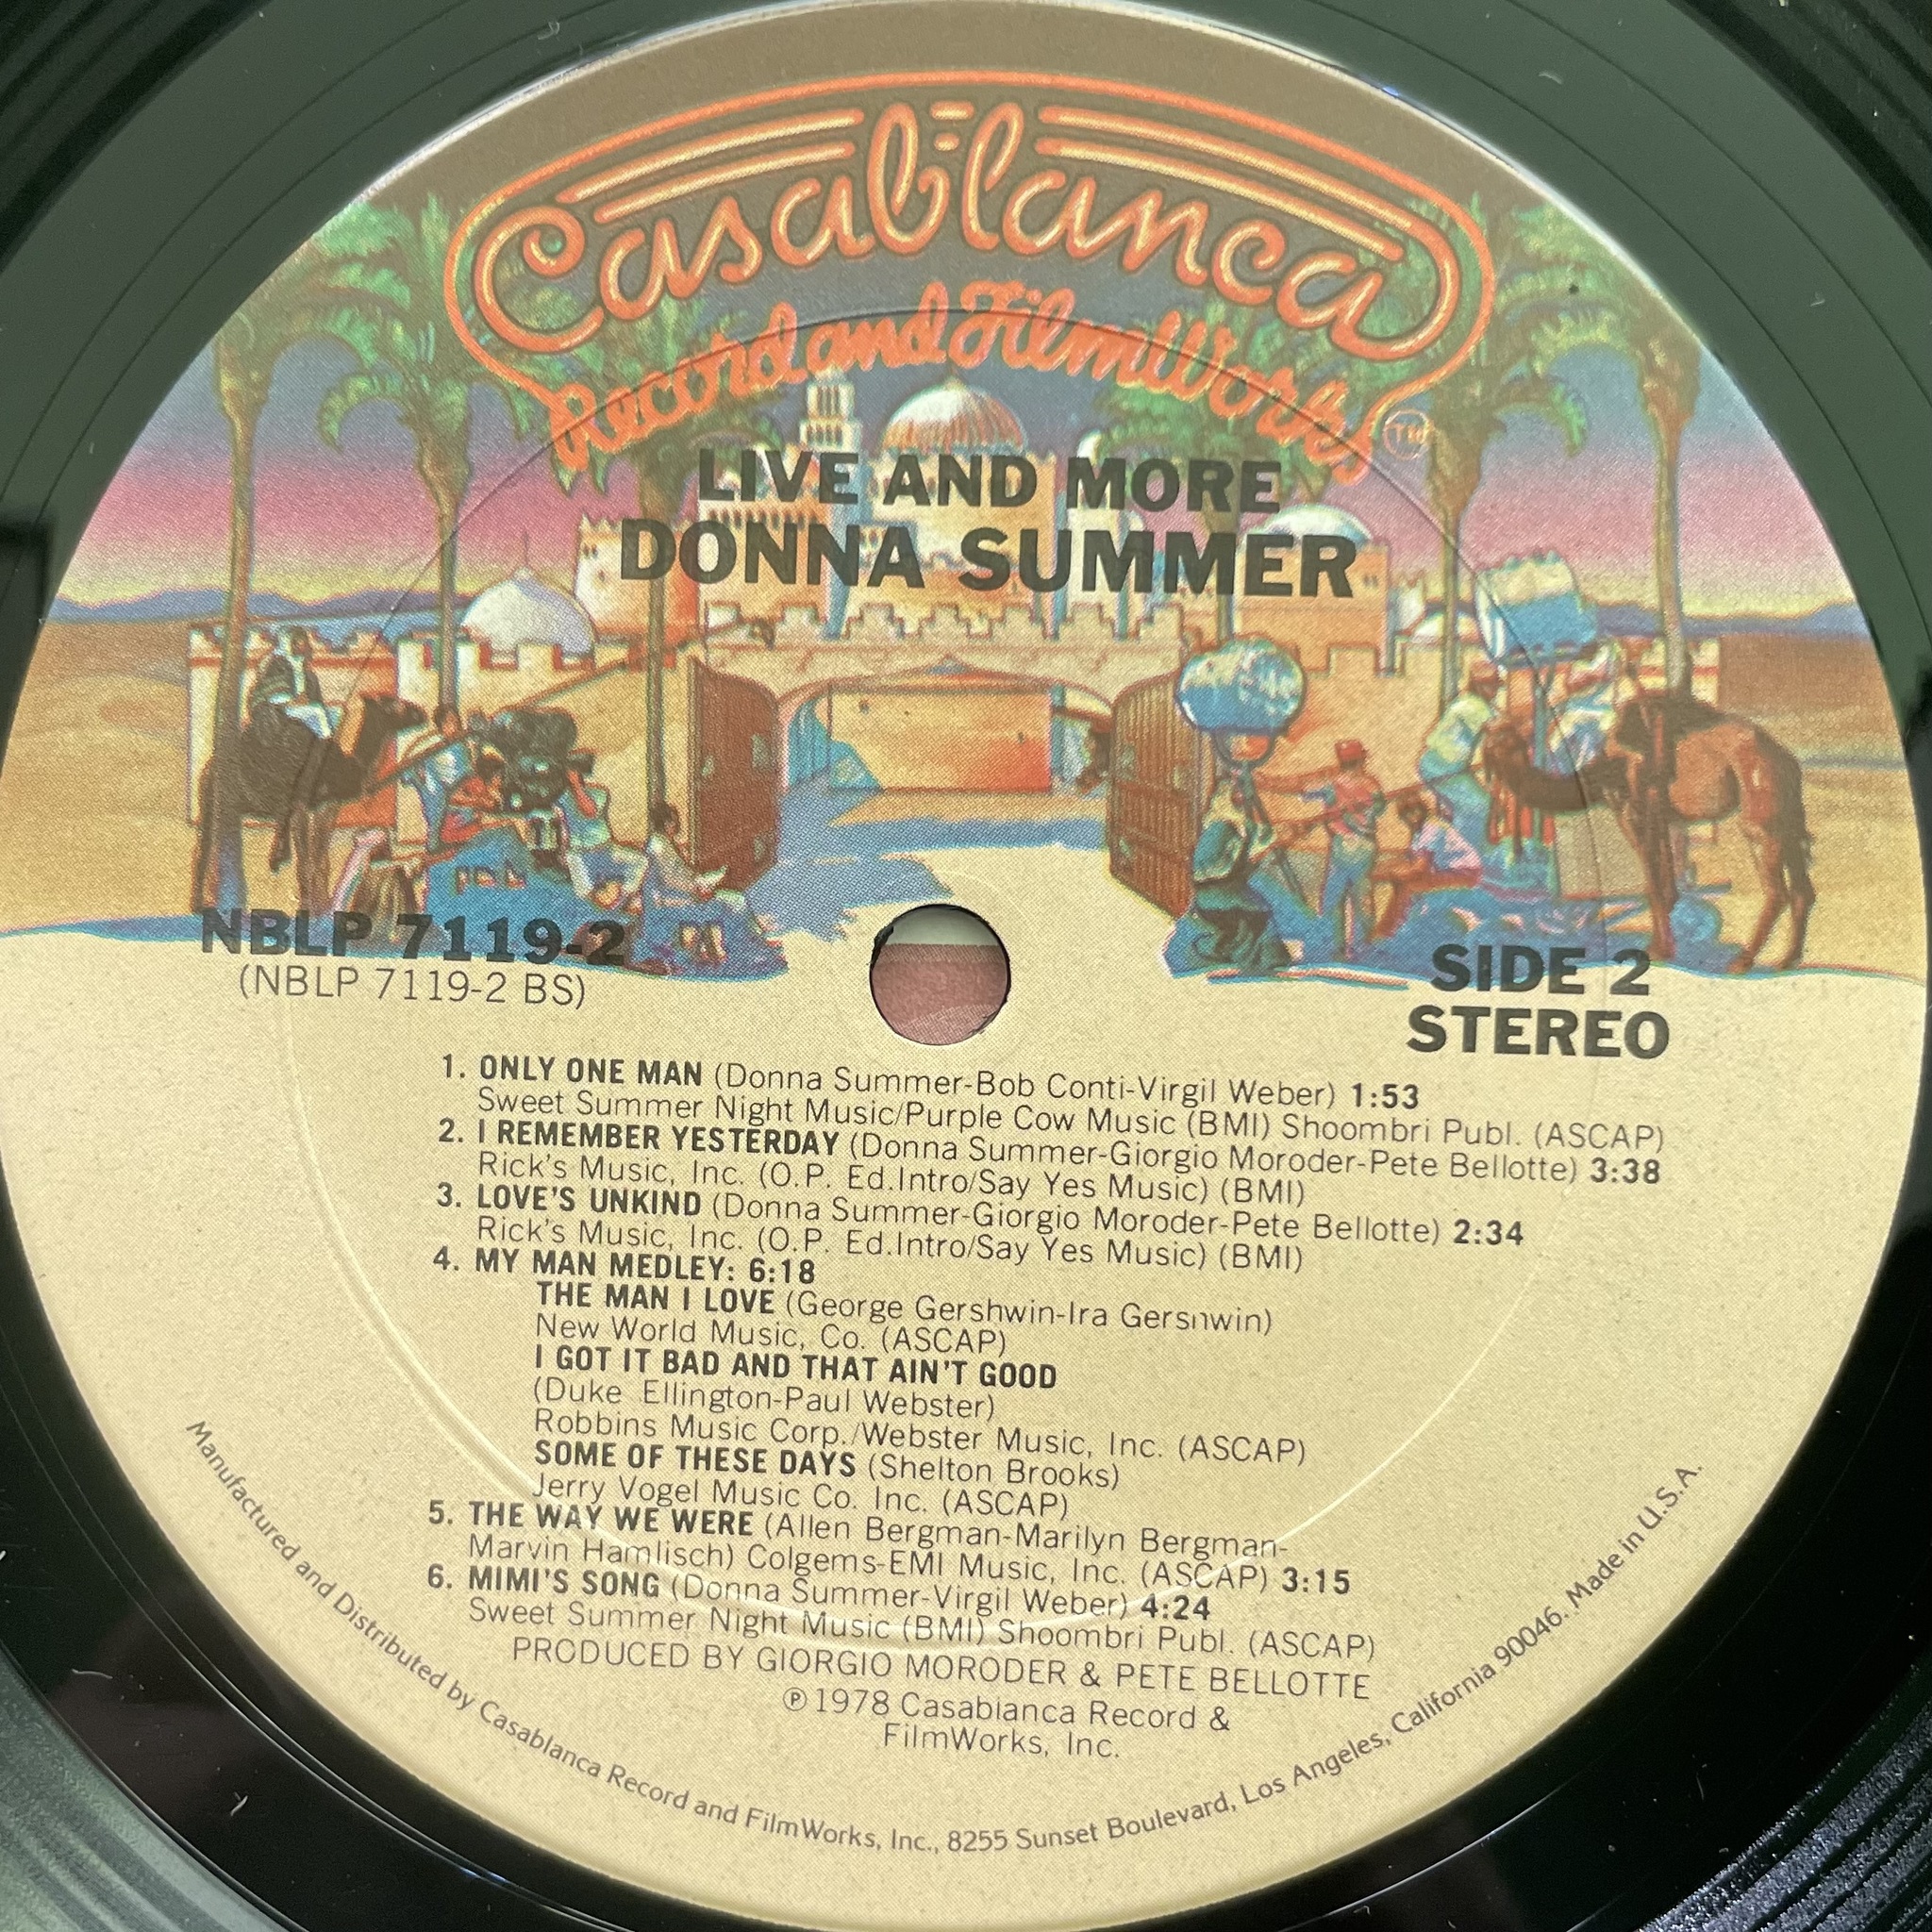 Casablanca
Record and FilmWorks
TM
LIVE AND MORE
DONNA SUMMER
NBLP 7119-2
(NBLP 7119-2 BS)
SIDE 2
STEREO
1. ONLY ONE MAN (Donna Summer-Bob Conti-Virgil Weber) 1:53
Sweet Summer Night Music/Purple Cow Music (BMI) Shoombri Publ. (ASCAP)
2. I REMEMBER YESTERDAY (Donna Summer-Giorgio Moroder-Pete Bellotte) 3:38
Rick's Music, Inc. (O.P. Ed.Intro/Say Yes Music) (BMI)
3. LOVE'S UNKIND (Donna Summer-Giorgio Moroder-Pete Bellotte) 2:34
Rick's Music, Inc. (O.P. Ed.Intro/Say Yes Music) (BMI)
4. MY MAN MEDLEY: 6:18
THE MAN I LOVE (George Gershwin-Ira Gershwin)
New World Music, Co. (ASCAP)
I GOT IT BAD AND THAT AIN'T GOOD
(Duke Ellington-Paul Webster)
Robbins Music Corp./Webster Music, Inc. (ASCAP)
SOME OF THESE DAYS (Shelton Brooks)
Jerry Vogel Music Co. Inc. (ASCAP)
5. THE WAY WE WERE (Allen Bergman-Marilyn Bergman-
Marvin Hamlisch) Colgems-EMI Music, Inc. (ASCAP) 3:15
6. MIMI'S SONG (Donna Summer-Virgil Weber) 4:24
Sweet Summer Night Music (BMI) Shoombri Publ. (ASCAP)
PRODUCED BY GIORGIO MORODER & PETE BELLOTTE
℗1978 Casablanca Record &
FilmWorks, Inc.
Manufactured and Distributed by Casablanca Record and FilmWorks, Inc., 8255 Sunset Boulevard, Los Angeles, California 90046. Made in U.S.A.